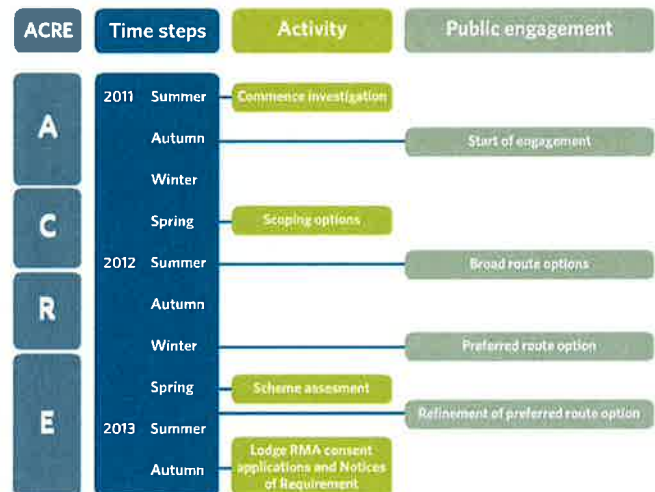 ACRE Time steps Activity Public engagement
A
2011 Summer Commence investigation
Autumn Start of engagement
Winter
C
Spring Scoping options
2012 Summer Broad route options
R
Autumn
Winter Preferred route option
E
Spring Scheme assesment
Refinement of preferred route option
2013 Summer
Autumn Lodge RMA consent
applications and Notices
of Requirement